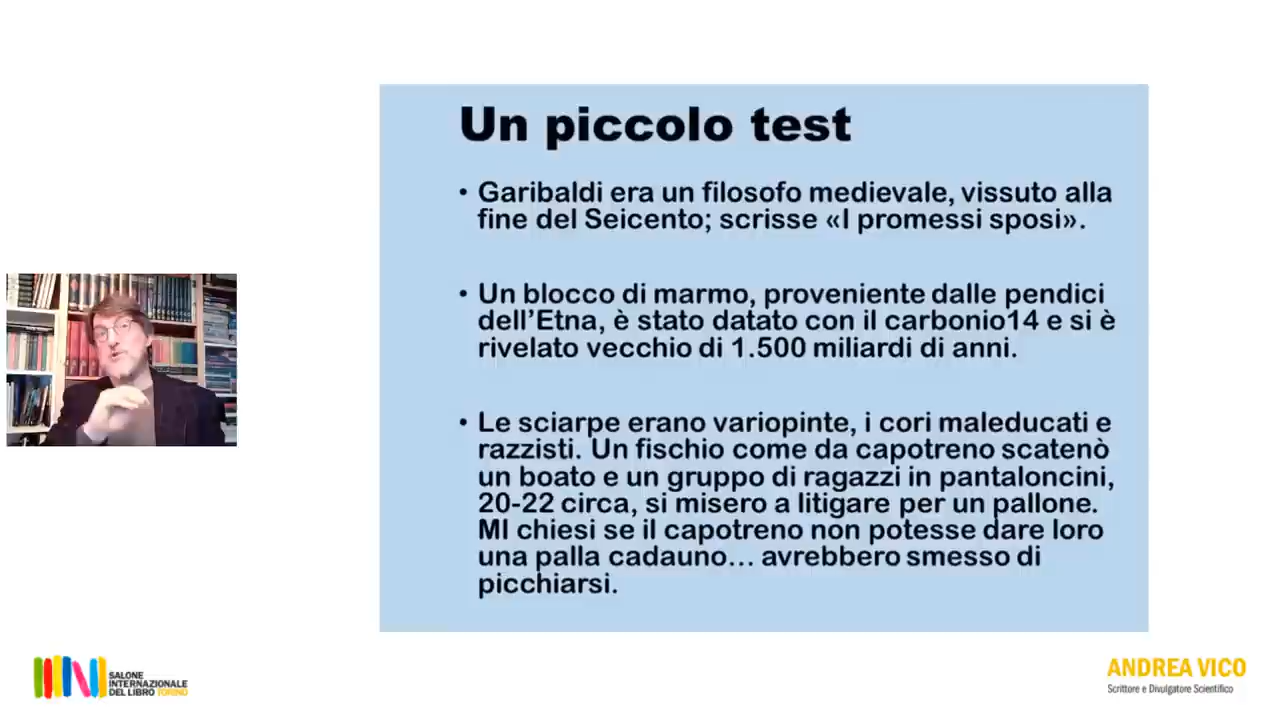 Un piccolo test
• Garibaldi era un filosofo medievale, vissuto alla
fine del Seicento; scrisse «I promessi sposi».
• Un blocco di marmo, proveniente dalle pendici
dell’Etna, è stato datato con il carbonio14 e si è
rivelato vecchio di 1.500 miliardi di anni.
• Le sciarpe erano variopinte, i cori maleducati e
razzisti. Un fischio come da capotreno scatenò
un boato e un gruppo di ragazzi in pantaloncini,
20-22 circa, si misero a litigare per un pallone.
MI chiesi se il capotreno non potesse dare loro
una palla cadauno… avrebbero smesso di
picchiarsi.
SALONE
INTERNAZIONALE
DEL LIBRO TORINO
ANDREA VICO
Scrittore e Divulgatore Scientifico